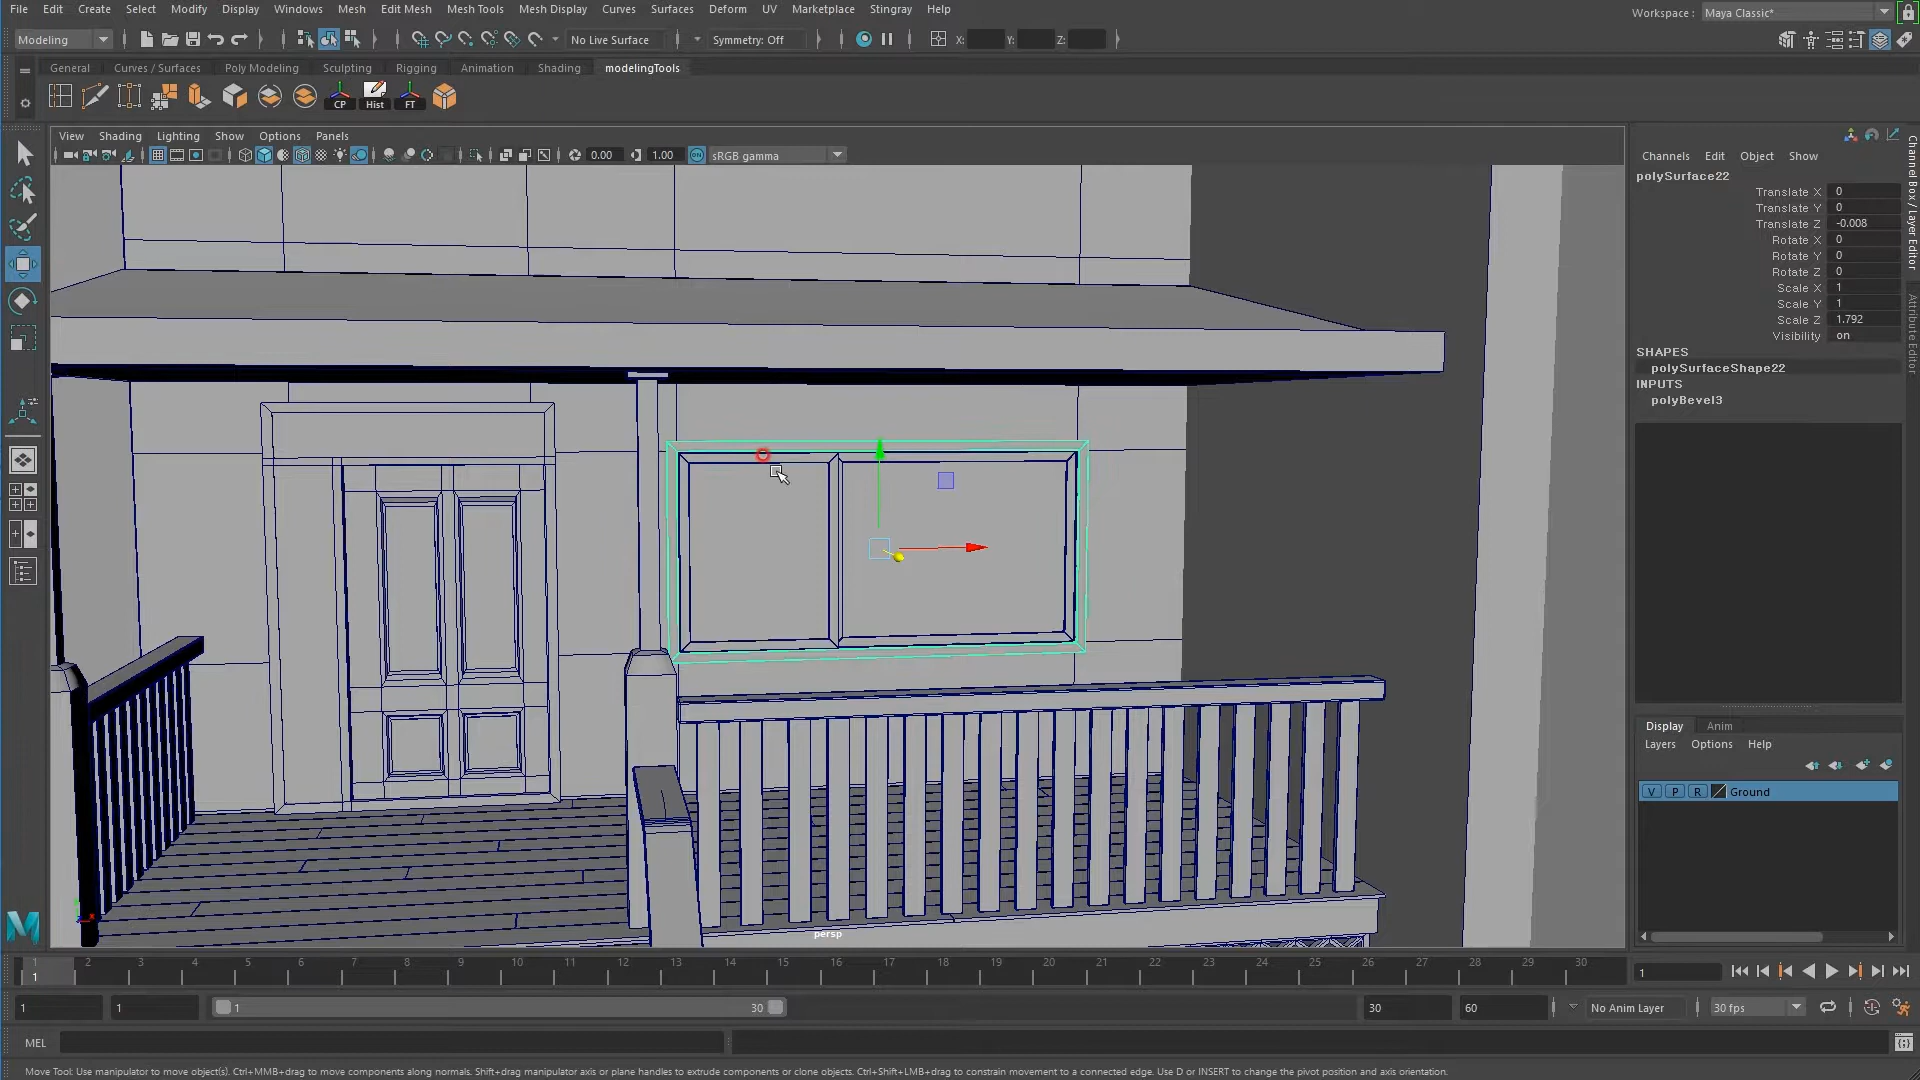 File Edit Create Select Modify Display Windows Mesh Edit Mesh Mesh Tools Mesh Display Curves Surfaces Deform UV Marketplace Stingray Help
Workspace : Maya Classic*
Modeling No Live Surface Symmetry: Off X: Y: Z:
General Curves / Surfaces Poly Modeling Sculpting Rigging Animation Shading modelingTools
CP Hist FT
View Shading Lighting Show Options Panels
0.00 1.00 ON sRGB gamma
Channels Edit Object Show
polySurface22
Translate X 0
Translate Y 0
Translate Z -0.008
Rotate X 0
Rotate Y 0
Rotate Z 0
Scale X 1
Scale Y 1
Scale Z 1.792
Visibility on
SHAPES
polySurfaceShape22
INPUTS
polyBevel3
Channel Box / Layer Editor
Attribute Editor
Display Anim
Layers Options Help
V P R Ground
persp
1 2 3 4 5 6 7 8 9 10 11 12 13 14 15 16 17 18 19 20 21 22 23 24 25 26 27 28 29 30
1 1
1 1 1 30 30 60 No Anim Layer 30 fps
MEL
Move Tool: Use manipulator to move object(s). Ctrl+MMB+drag to move components along normals. Shift+drag manipulator axis or plane handles to extrude components or clone objects. Ctrl+Shift+LMB+drag to constrain movement to a connected edge. Use D or INSERT to change the pivot position and axis orientation.